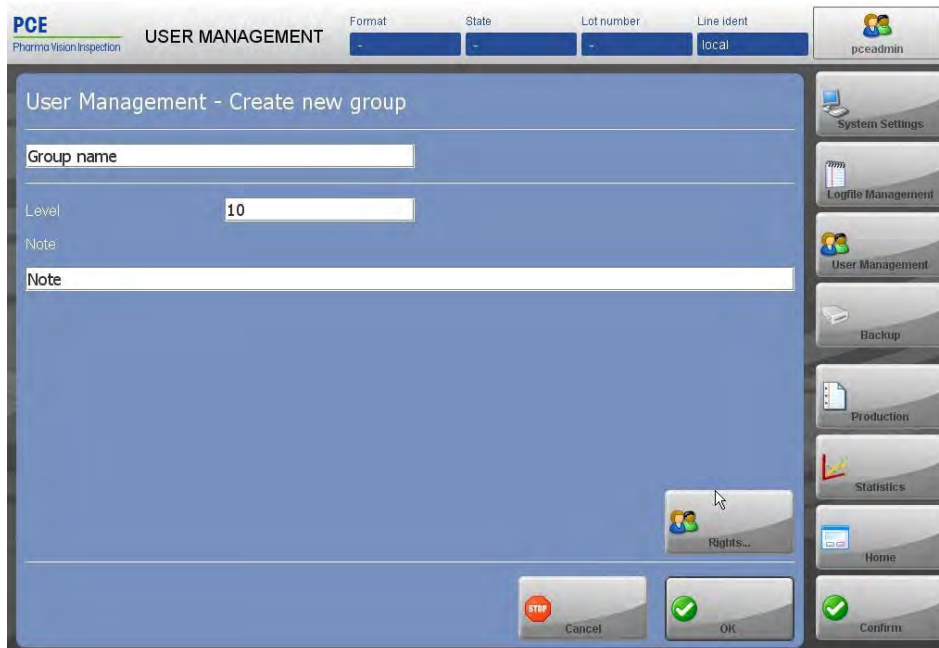 PCE
Pharma Vision Inspection
USER MANAGEMENT
Format
-
State
-
Lot number
-
Line ident
local
pceadmin
User Management - Create new group
Group name
Level
10
Note
Note
Rights...
STOP
Cancel
OK
System Settings
Logfile Management
User Management
Backup
Production
Statistics
Home
Confirm